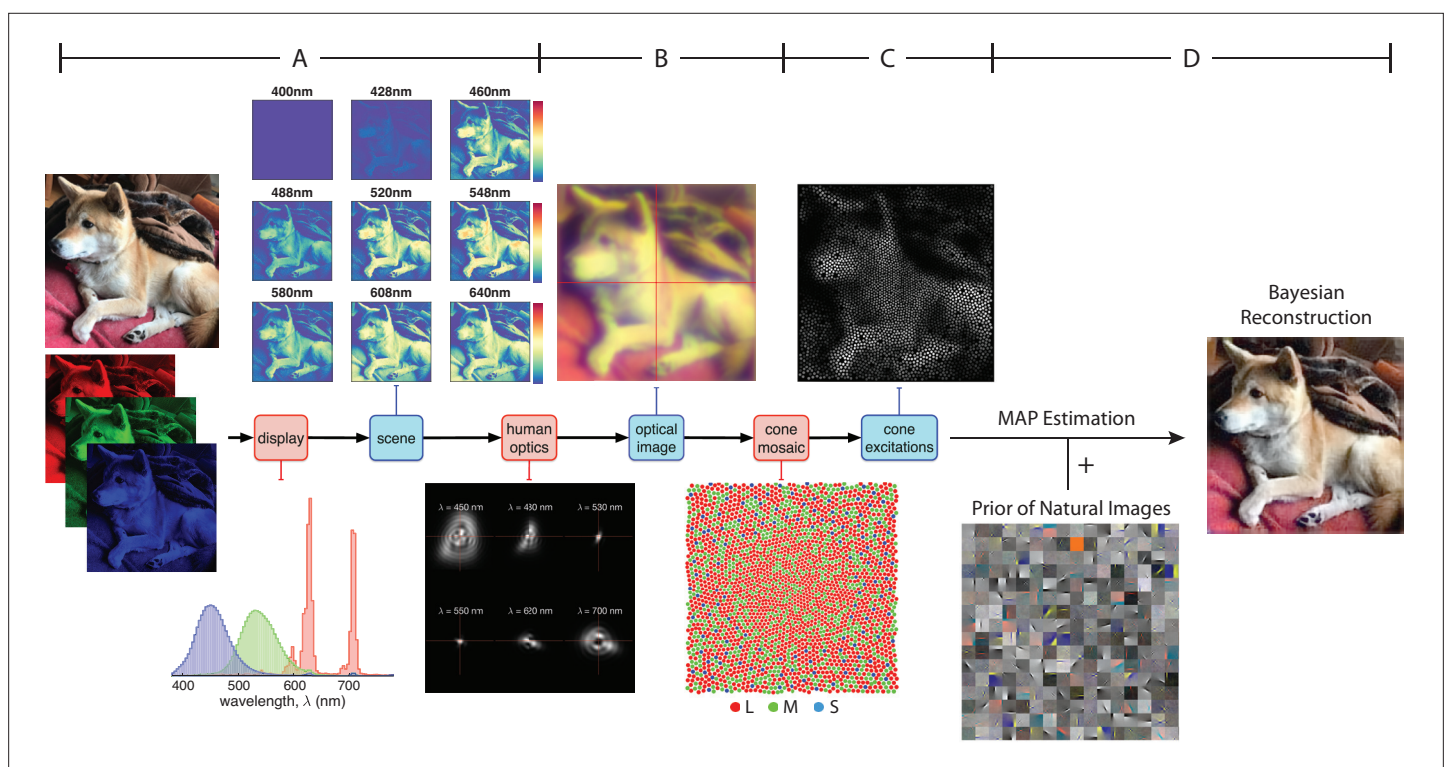 A
B
C
D
400nm
428nm
460nm
488nm
520nm
548nm
580nm
608nm
640nm
Bayesian
Reconstruction
display
scene
human
optics
optical
image
cone
mosaic
cone
excitations
MAP Estimation
+
Prior of Natural Images
λ = 450 nm
λ = 480 nm
λ = 530 nm
λ = 550 nm
λ = 620 nm
λ = 700 nm
400
500
600
700
wavelength, λ (nm)
L M S